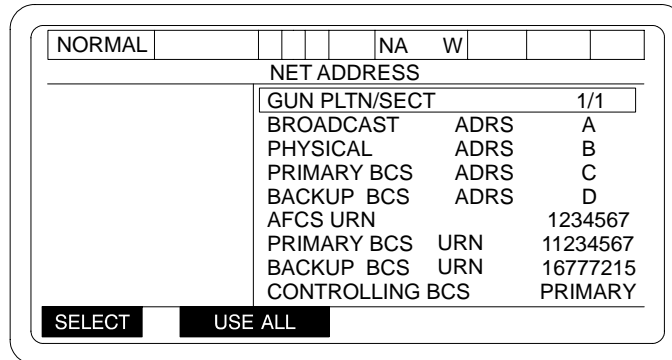 NORMAL NA W
NET ADDRESS
GUN PLTN/SECT 1/1
BROADCAST ADRS A
PHYSICAL ADRS B
PRIMARY BCS ADRS C
BACKUP BCS ADRS D
AFCS URN 1234567
PRIMARY BCS URN 11234567
BACKUP BCS URN 16777215
CONTROLLING BCS PRIMARY
SELECT USE ALL